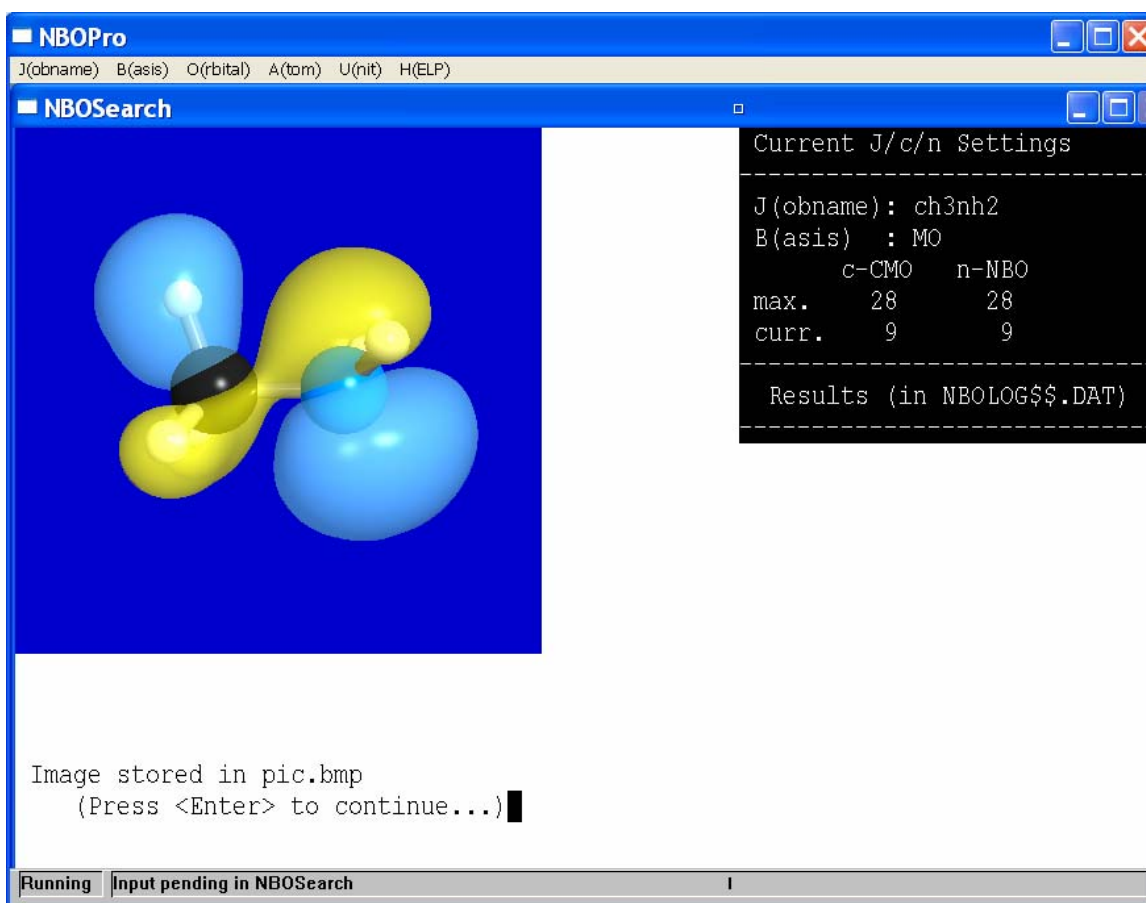 NBOPro
J(obname) B(asis) O(rbital) A(tom) U(nit) H(ELP)
NBOSearch
Current J/c/n Settings
J(obname): ch3nh2
B(asis) : MO
c-CMO n-NBO
max. 28 28
curr. 9 9
Results (in NBOLOG$$.DAT)
Image stored in pic.bmp
(Press <Enter> to continue...)
Running Input pending in NBOSearch